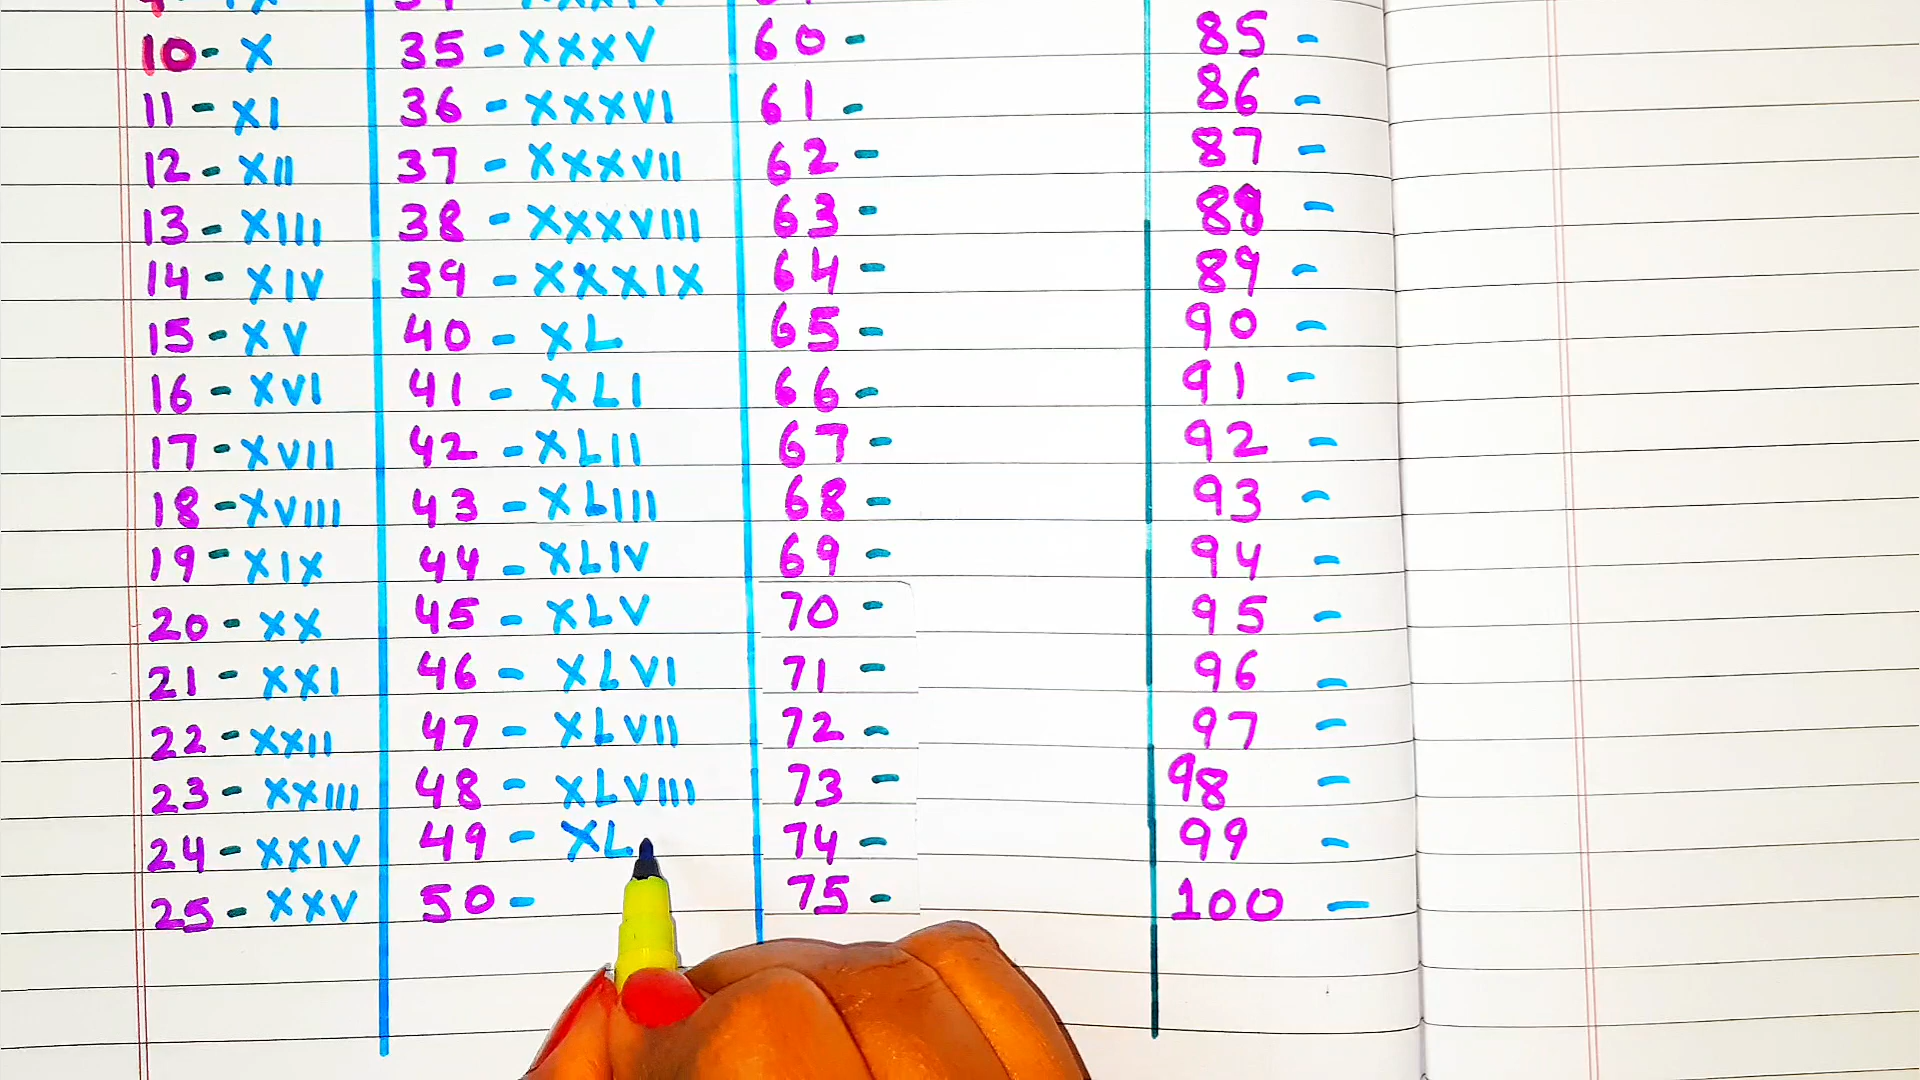 10- X
11 - XI
12 - XII
13 - XIII
14 - XIV
15 - XV
16 - XVI
17 - XVII
18 - XVIII
19 - XIX
20 - XX
21 - XXI
22 - XXII
23 - XXIII
24 - XXIV
25 - XXV
35 - XXXV
36 - XXXVI
37 - XXXVII
38 - XXXVIII
39 - XXXIX
40 - XL
41 - XLI
42 - XLII
43 - XLIII
44 - XLIV
45 - XLV
46 - XLVI
47 - XLVII
48 - XLVIII
49 - XL
50 -
60 -
61 -
62 -
63 -
64 -
65 -
66 -
67 -
68 -
69 -
70 -
71 -
72 -
73 -
74 -
75 -
85 -
86 -
87 -
88 -
89 -
90 -
91 -
92 -
93 -
94 -
95 -
96 -
97 -
98 -
99 -
100 -